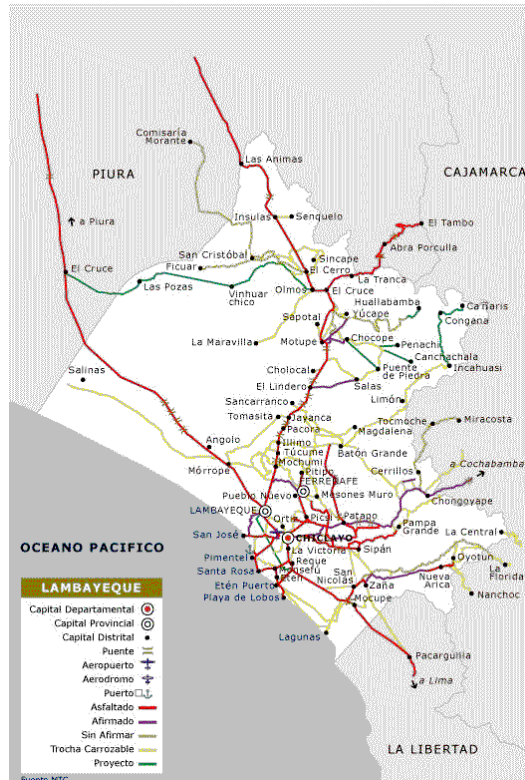 Comisaría
Morante
Las Animas
PIURA
CAJAMARCA
a Piura
Insulas
Senquelo
El Tambo
Abra Porculla
San Cristóbal
Sincape
El Cruce
Ficuar
El Cerro
La Tranca
Las Pozas
Vinhuar
chico
Olmos
El Cruce
Huallabamba
Cañaris
Yúcape
Congana
Sapotal
La Maravilla
Motupe
Chocope
Penachi
Canchachala
Salinas
Cholocal
Puente
de Piedra
Incahuasi
El Lindero
Salas
Sancarranco
Limón
Tomasita
Jayanca
Tocmoche
Miracosta
Pacora
Magdalena
Angolo
Illimo
Batón Grande
Túcume
a Cochabamba
Mórrope
Mochumi
Pitipo
Cerrillos
FERREÑAFE
Pueblo Nuevo
Mesones Muro
Chongoyape
LAMBAYEQUE
Picsi
Patapo
Pampa
Grande
La Central
San José
CHICLAYO
OCEANO PACIFICO
La Victoria
Sipán
Oyotún
Pimentel
Reque
La
Florida
Santa Rosa
Monsefú
San
Nicolás
Nueva
Arica
Etén
Etén Puerto
Zaña
Nanchoc
Playa de Lobos
Mocupe
Lagunas
Pacarguilla
a Lima
LA LIBERTAD
LAMBAYEQUE
Capital Departamental
Capital Provincial
Capital Distrital
Puente
Aeropuerto
Aerodromo
Puerto
Asfaltado
Afirmado
Sin Afirmar
Trocha Carrozable
Proyecto
Fuente MTC